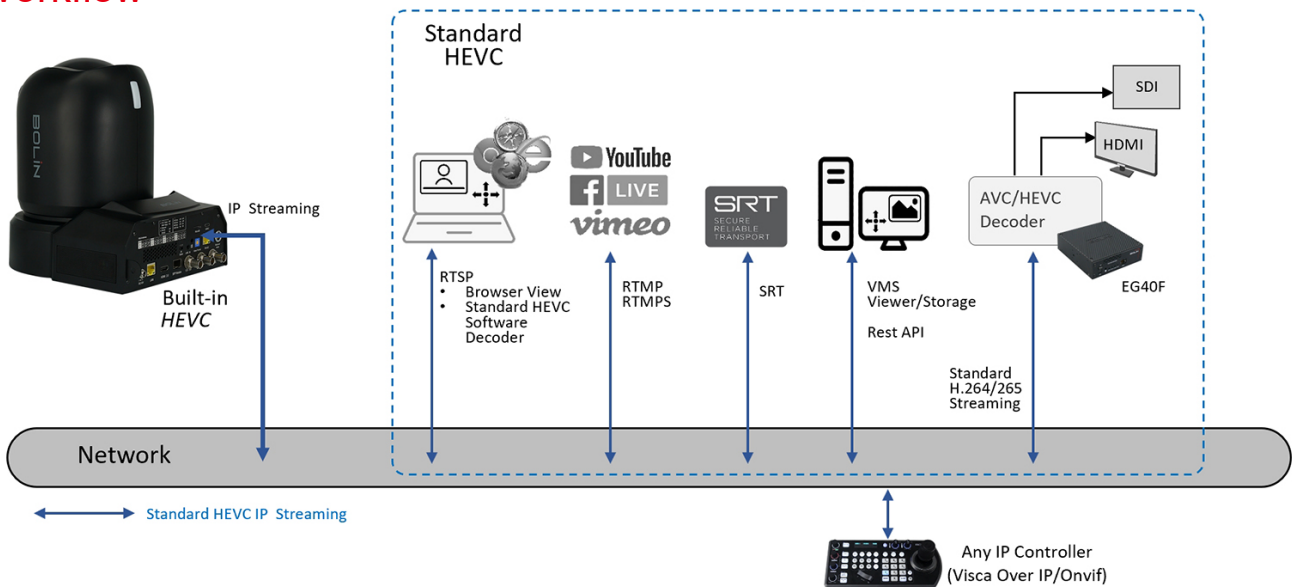 Standard
HEVC
BOLIN
IP Streaming
Built-in
HEVC
YouTube
f LIVE
vimeo
SRT
SECURE
RELIABLE
TRANSPORT
SDI
HDMI
AVC/HEVC
Decoder
EG40F
RTSP
• Browser View
• Standard HEVC
Software
Decoder
RTMP
RTMPS
SRT
VMS
Viewer/Storage
Rest API
Standard
H.264/265
Streaming
Network
Standard HEVC IP Streaming
Any IP Controller
(Visca Over IP/Onvif)